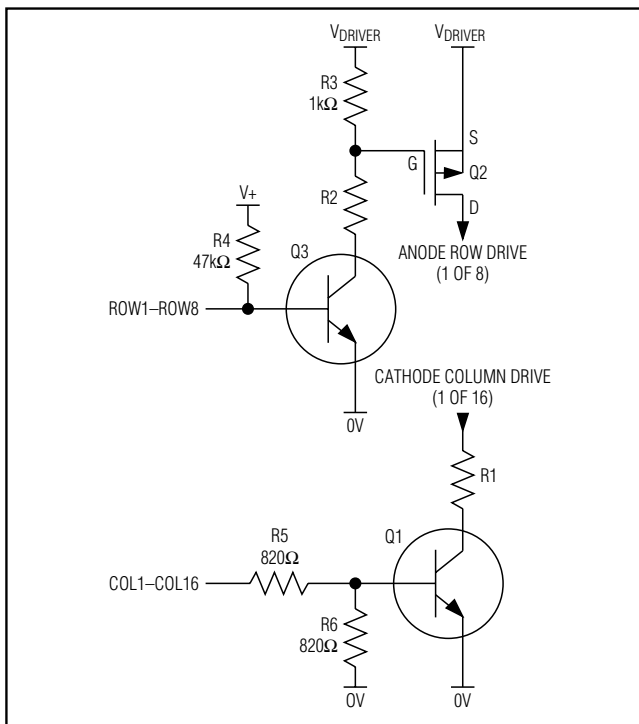 VDRIVER
VDRIVER
R3
1kΩ
S
G
Q2
R2
D
V+
R4
47kΩ
Q3
ANODE ROW DRIVE
(1 OF 8)
ROW1–ROW8
CATHODE COLUMN DRIVE
(1 OF 16)
0V
R1
R5
820Ω
Q1
COL1–COL16
R6
820Ω
0V
0V